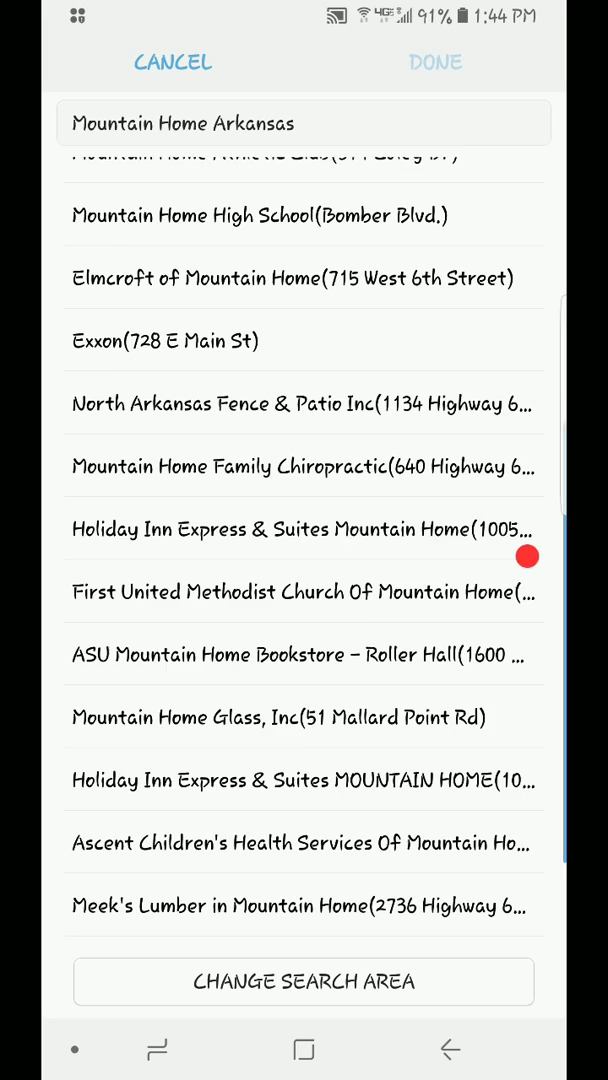 4G 91% 1:44 PM
CANCEL DONE
Mountain Home Arkansas
Mountain Home High School(Bomber Blvd.)
Elmcroft of Mountain Home(715 West 6th Street)
Exxon(728 E Main St)
North Arkansas Fence & Patio Inc(1134 Highway 6...
Mountain Home Family Chiropractic(640 Highway 6...
Holiday Inn Express & Suites Mountain Home(1005...
First United Methodist Church Of Mountain Home(...
ASU Mountain Home Bookstore - Roller Hall(1600 ...
Mountain Home Glass, Inc(51 Mallard Point Rd)
Holiday Inn Express & Suites MOUNTAIN HOME(10...
Ascent Children's Health Services Of Mountain Ho...
Meek's Lumber in Mountain Home(2736 Highway 6...
CHANGE SEARCH AREA